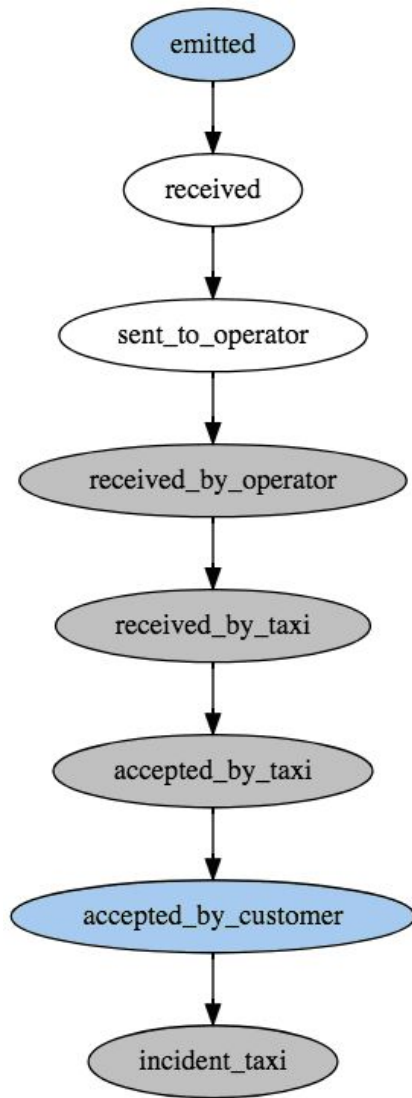 emitted
received
sent_to_operator
received_by_operator
received_by_taxi
accepted_by_taxi
accepted_by_customer
incident_taxi